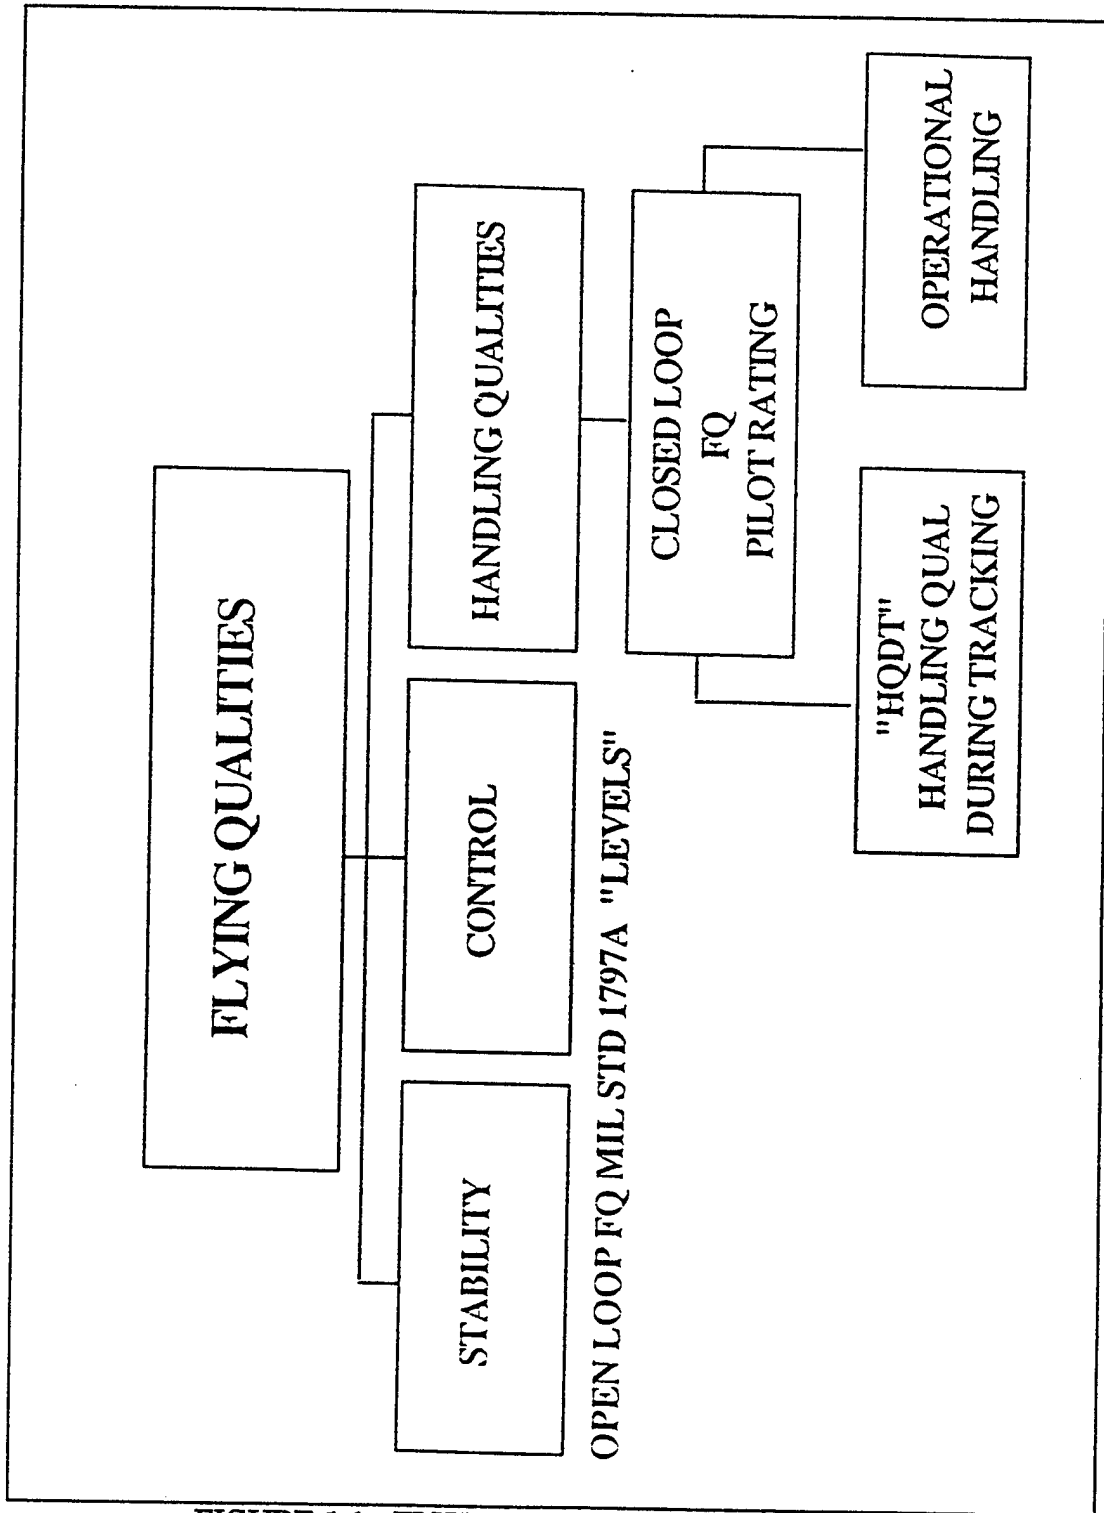 FLYING QUALITIES
STABILITY
CONTROL
HANDLING QUALITIES
OPEN LOOP FQ MIL STD 1797A "LEVELS"
CLOSED LOOP
FQ
PILOT RATING
"HQDT"
HANDLING QUAL
DURING TRACKING
OPERATIONAL
HANDLING